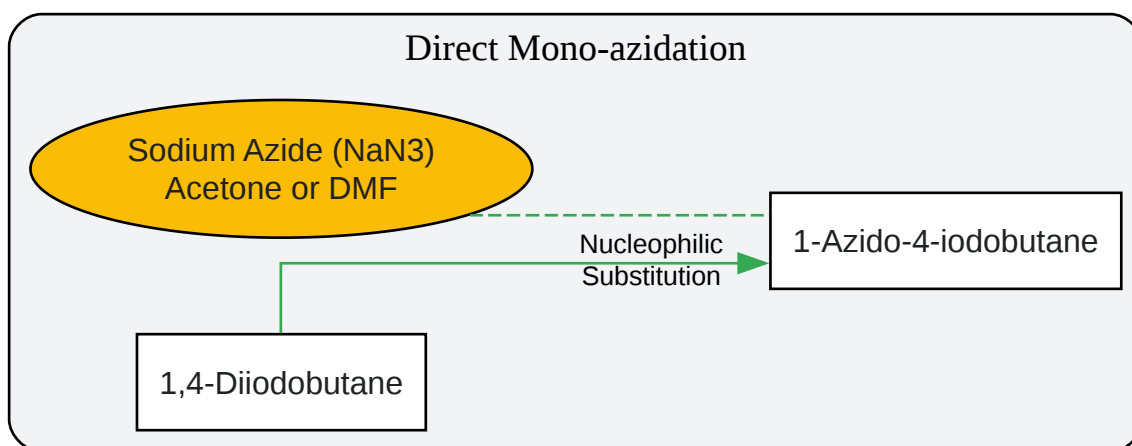 Direct Mono-azidation
Sodium Azide (NaN3)
Acetone or DMF
Nucleophilic
Substitution
1-Azido-4-iodobutane
1,4-Diiodobutane